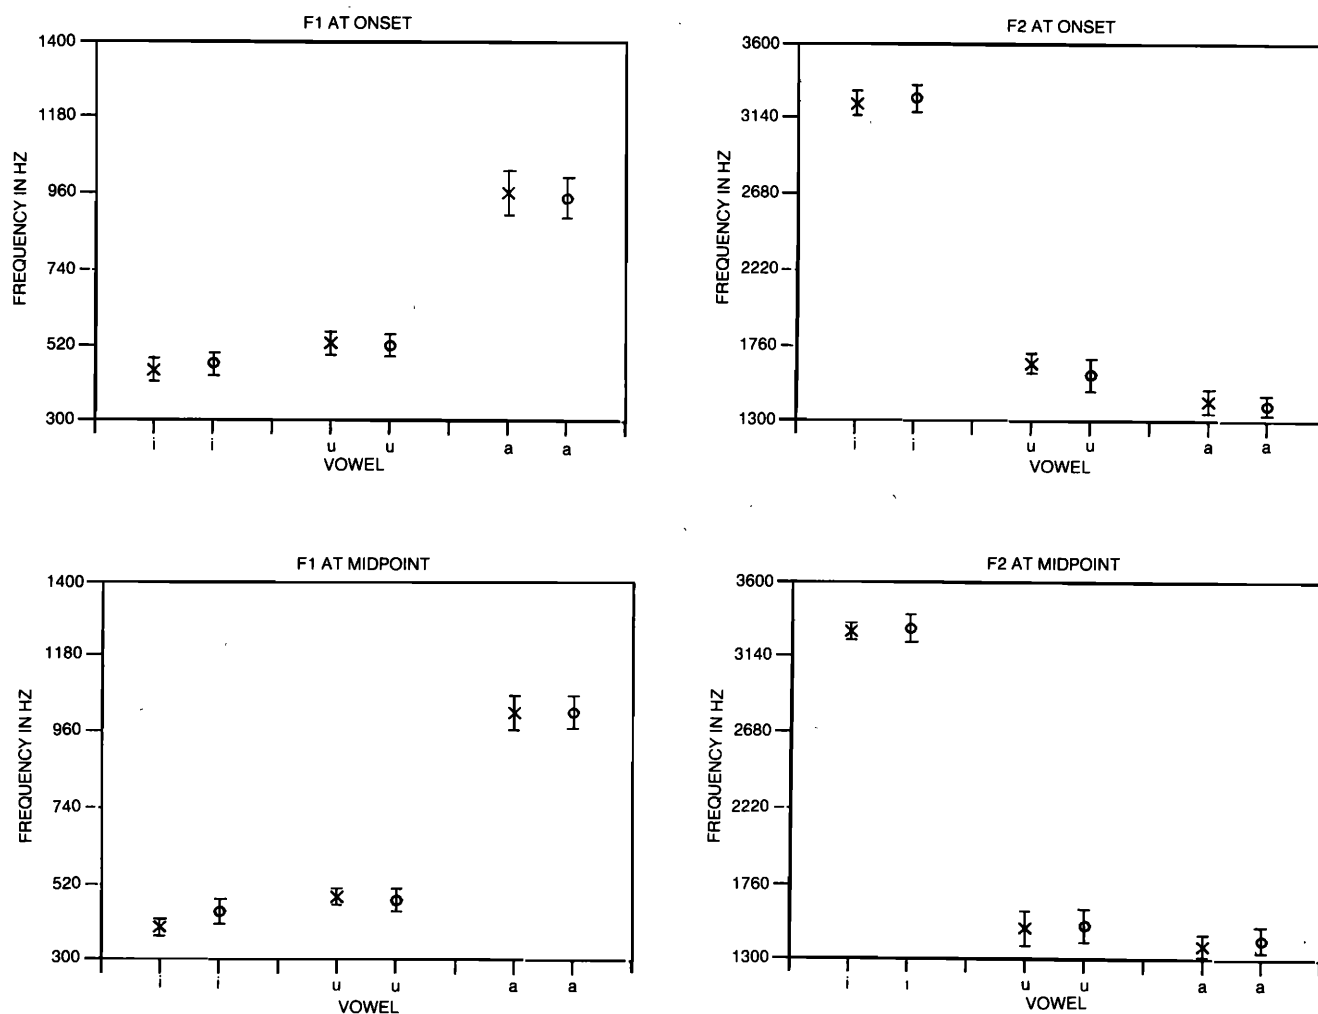 F1 AT ONSET
FREQUENCY IN HZ
1400
1180
960
740
520
300
i i u u a a
VOWEL
F2 AT ONSET
FREQUENCY IN HZ
3600
3140
2680
2220
1760
1300
i i u u a a
VOWEL
F1 AT MIDPOINT
FREQUENCY IN HZ
1400
1180
960
740
520
300
i i u u a a
VOWEL
F2 AT MIDPOINT
FREQUENCY IN HZ
3600
3140
2680
2220
1760
1300
i ı u u a a
VOWEL